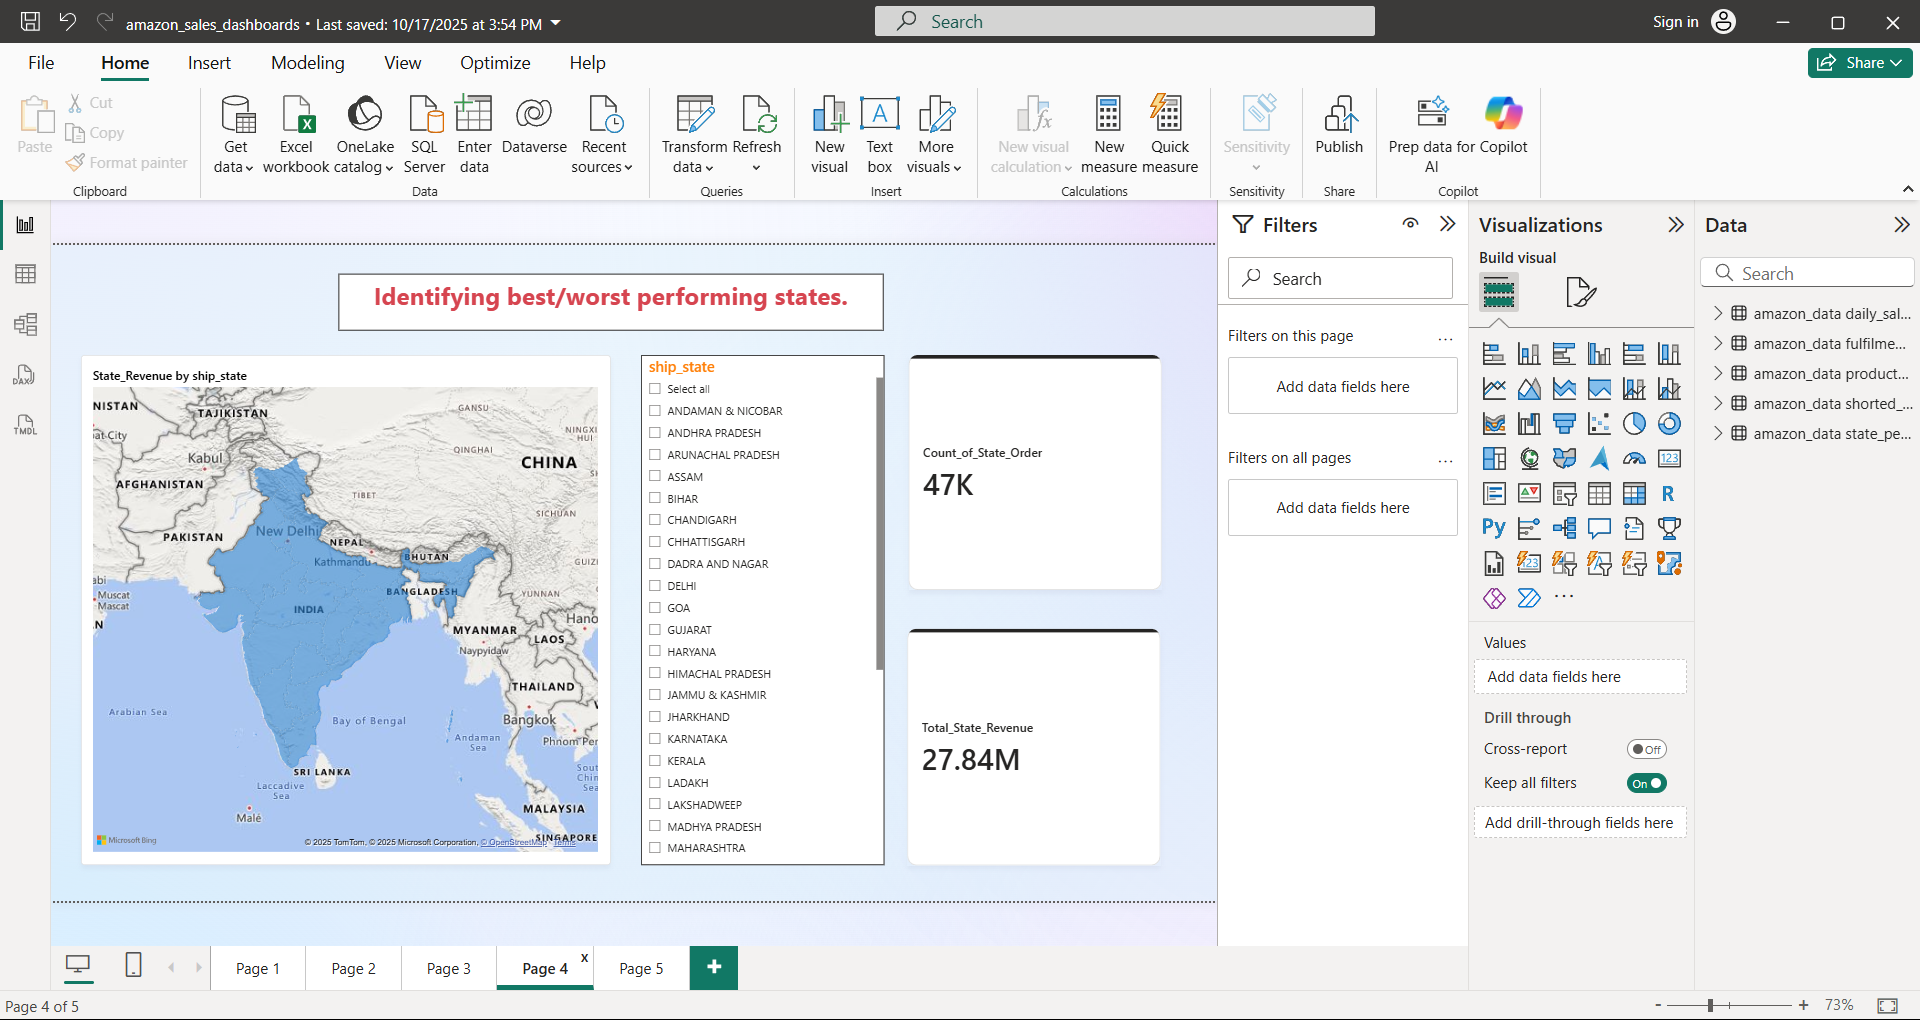 amazon_sales_dashboards • Last saved: 10/17/2025 at 3:54 PM
Search
Sign in
File
Home
Insert
Modeling
View
Optimize
Help
Share
Paste
Cut
Copy
Format painter
Clipboard
Get data
Excel workbook
OneLake catalog
SQL Server
Enter data
Dataverse
Recent sources
Data
Transform data
Refresh
Queries
New visual
Text box
More visuals
Insert
New visual calculation
New measure
Quick measure
Calculations
Sensitivity
Sensitivity
Publish
Share
Prep data for AI
Copilot
Copilot
DAX
TMDL
Identifying best/worst performing states.
State_Revenue by ship_state
NISTAN
TAJIKISTAN
GANSU
NINGXI
HUI
at-City
Kabul
QINGHAI
CHINA
SHA
AFGHANISTAN
TIBET
SICHUAN
PAKISTAN
New Delhi
NEPAL
BHUTAN
Kathmandu
GUIZ
abi
Muscat
Mascat
BANGLADESH
YUNNAN
INDIA
Hano
MYANMAR
LAOS
Naypyidaw
THAILAND
Arabian Sea
Bay of Bengal
Bangkok
Andaman
Sea
Phnom Per
SRI LANKA
Laccadive
Sea
Sout
Chin
Sea
MALAYSIA
Malé
SINGAPORE
Microsoft Bing
© 2025 TomTom, © 2025 Microsoft Corporation, © OpenStreetMap Terms
ship_state
Select all
ANDAMAN & NICOBAR
ANDHRA PRADESH
ARUNACHAL PRADESH
ASSAM
BIHAR
CHANDIGARH
CHHATTISGARH
DADRA AND NAGAR
DELHI
GOA
GUJARAT
HARYANA
HIMACHAL PRADESH
JAMMU & KASHMIR
JHARKHAND
KARNATAKA
KERALA
LADAKH
LAKSHADWEEP
MADHYA PRADESH
MAHARASHTRA
Count_of_State_Order
47K
Total_State_Revenue
27.84M
Filters
Search
Filters on this page
...
Add data fields here
Filters on all pages
...
Add data fields here
Visualizations
Build visual
123
R
Py
123
...
Values
Add data fields here
Drill through
Cross-report
Off
Keep all filters
On
Add drill-through fields here
Data
Search
amazon_data daily_sal...
amazon_data fulfilme...
amazon_data product...
amazon_data shorted_...
amazon_data state_pe...
Page 1
Page 2
Page 3
Page 4
x
Page 5
+
Page 4 of 5
-
+
73%